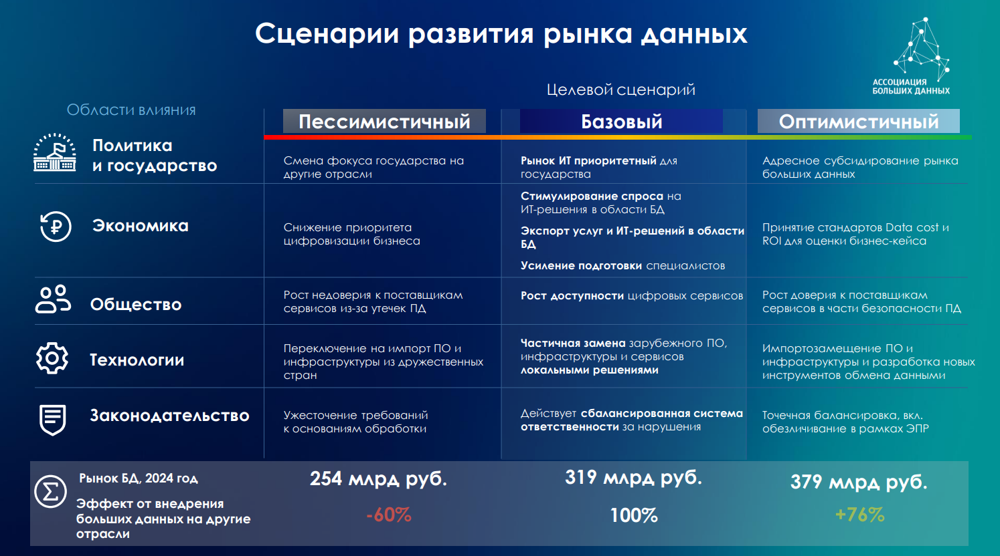 Сценарии развития рынка данных
АССОЦИАЦИЯ
БОЛЬШИХ ДАННЫХ
Целевой сценарий
Области влияния
Пессимистичный
Базовый
Оптимистичный
Политика
и государство
Смена фокуса государства на
другие отрасли
Рынок ИТ приоритетный для
государства
Адресное субсидирование рынка
больших данных
Экономика
Снижение приоритета
цифровизации бизнеса
Стимулирование спроса на
ИТ-решения в области БД
Экспорт услуг и ИТ-решений в области
БД
Усиление подготовки специалистов
Принятие стандартов Data cost и
ROI для оценки бизнес-кейса
Общество
Рост недоверия к поставщикам
сервисов из-за утечек ПД
Рост доступности цифровых сервисов
Рост доверия к поставщикам
сервисов в части безопасности ПД
Технологии
Переключение на импорт ПО и
инфраструктуры из дружественных
стран
Частичная замена зарубежного ПО,
инфраструктуры и сервисов
локальными решениями
Импортозамещение ПО и
инфраструктуры и разработка новых
инструментов обмена данными
Законодательство
Ужесточение требований
к основаниям обработки
Действует сбалансированная система
ответственности за нарушения
Точечная балансировка, вкл.
обезличивание в рамках ЭПР
Рынок БД, 2024 год
254 млрд руб.
319 млрд руб.
379 млрд руб.
Эффект от внедрения
больших данных на другие
отрасли
-60%
100%
+76%